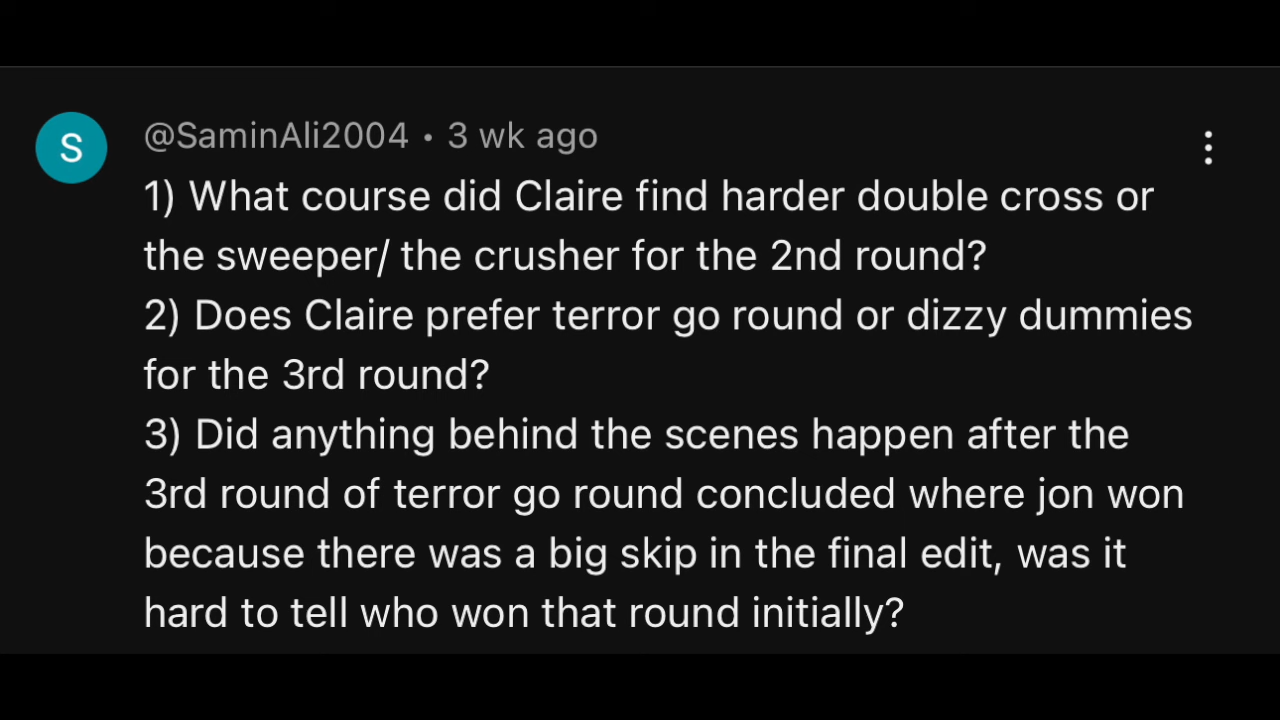 S
@SaminAli2004 • 3 wk ago
1) What course did Claire find harder double cross or
the sweeper/ the crusher for the 2nd round?
2) Does Claire prefer terror go round or dizzy dummies
for the 3rd round?
3) Did anything behind the scenes happen after the
3rd round of terror go round concluded where jon won
because there was a big skip in the final edit, was it
hard to tell who won that round initially?